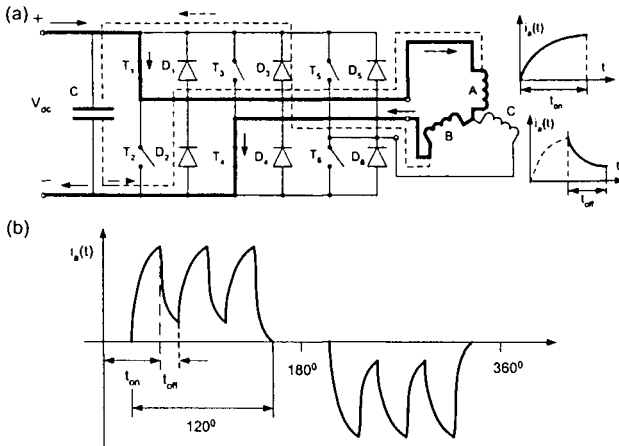 (a)
+
T₁ D₁ T₃ D₃ T₅ D₅
C
V_dc
T₂ D₂ T₄ D₄ T₆ D₆
−
A
B
C
i_a(t)
t
t_on
i_a(t)
t
t_off
(b)
i_a(t)
t_on t_off
180⁰
360⁰
120⁰